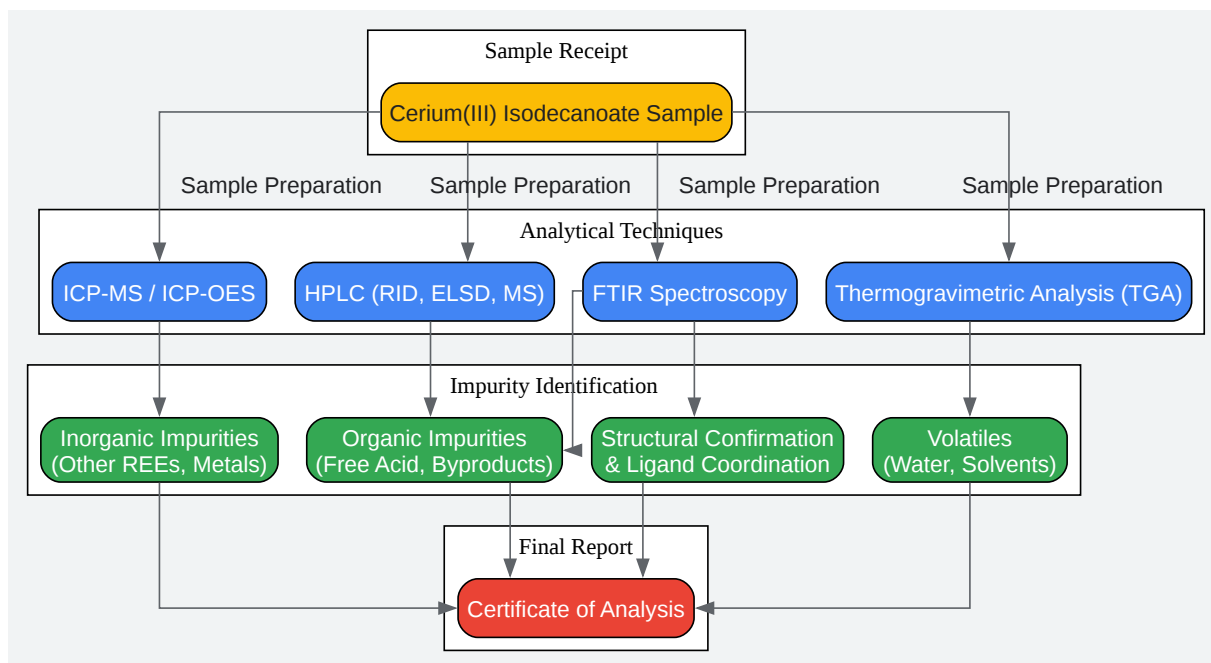 Sample Receipt
Cerium(III) Isodecanoate Sample
Sample Preparation
Sample Preparation
Sample Preparation
Sample Preparation
Analytical Techniques
ICP-MS / ICP-OES
HPLC (RID, ELSD, MS)
FTIR Spectroscopy
Thermogravimetric Analysis (TGA)
Impurity Identification
Inorganic Impurities
(Other REEs, Metals)
Organic Impurities
(Free Acid, Byproducts)
Structural Confirmation
& Ligand Coordination
Volatiles
(Water, Solvents)
Final Report
Certificate of Analysis